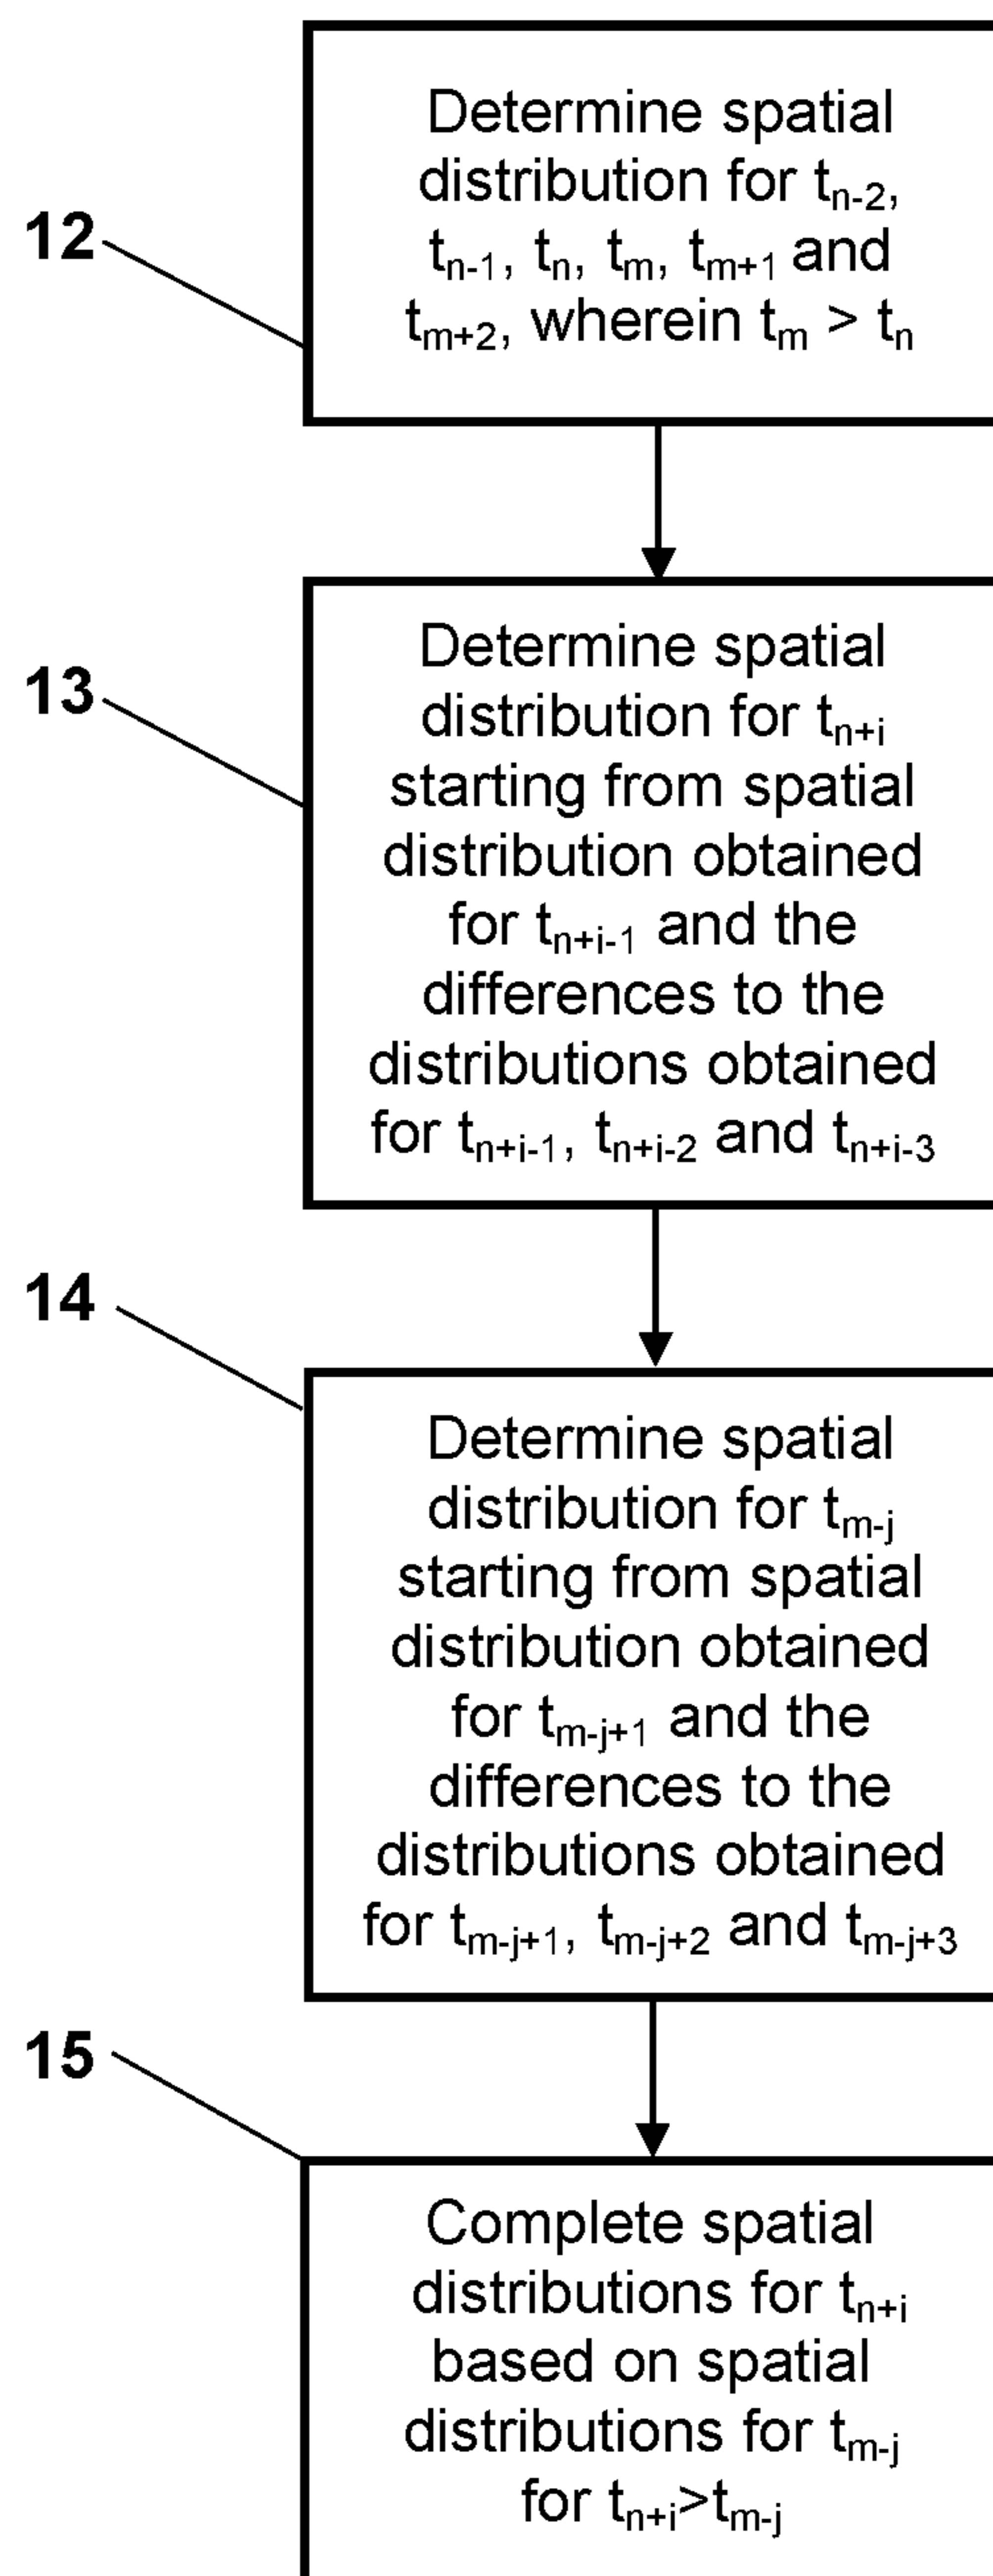 12
Determine spatial
distribution for tn-2,
tn-1, tn, tm, tm+1 and
tm+2, wherein tm > tn
13
Determine spatial
distribution for tn+i
starting from spatial
distribution obtained
for tn+i-1 and the
differences to the
distributions obtained
for tn+i-1, tn+i-2 and tn+i-3
14
Determine spatial
distribution for tm-j
starting from spatial
distribution obtained
for tm-j+1 and the
differences to the
distributions obtained
for tm-j+1, tm-j+2 and tm-j+3
15
Complete spatial
distributions for tn+i
based on spatial
distributions for tm-j
for tn+i>tm-j